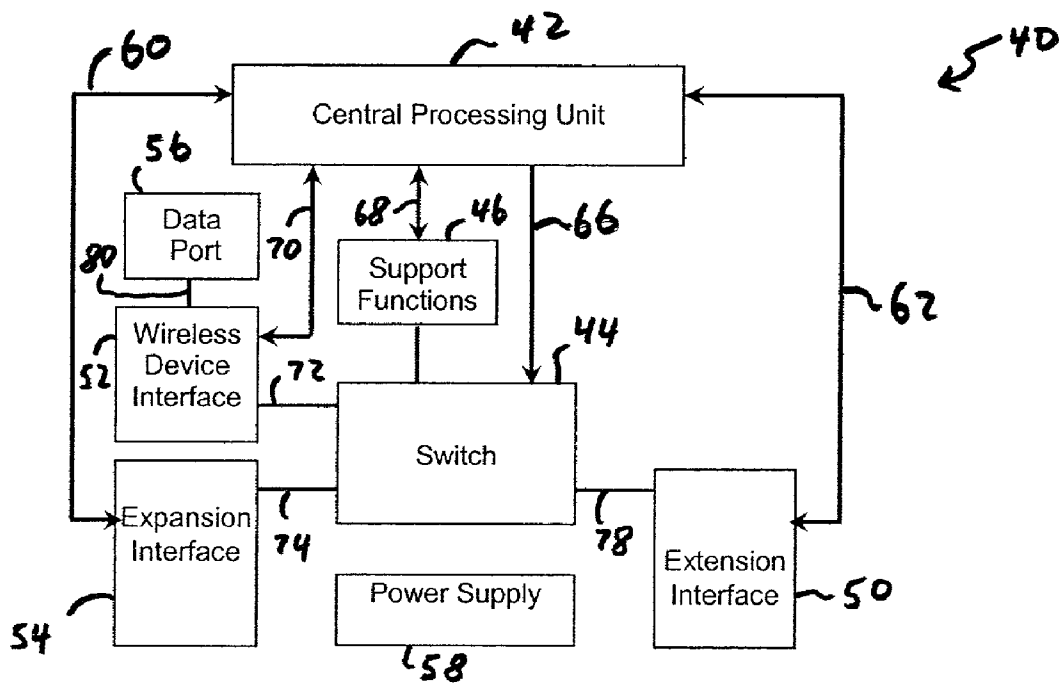 60
42
40
Central Processing Unit
56
Data
Port
70
68
46
66
80
Support
Functions
62
Wireless
Device
Interface
52
72
44
Switch
Expansion
Interface
74
78
Extension
Interface
Power Supply
50
54
58